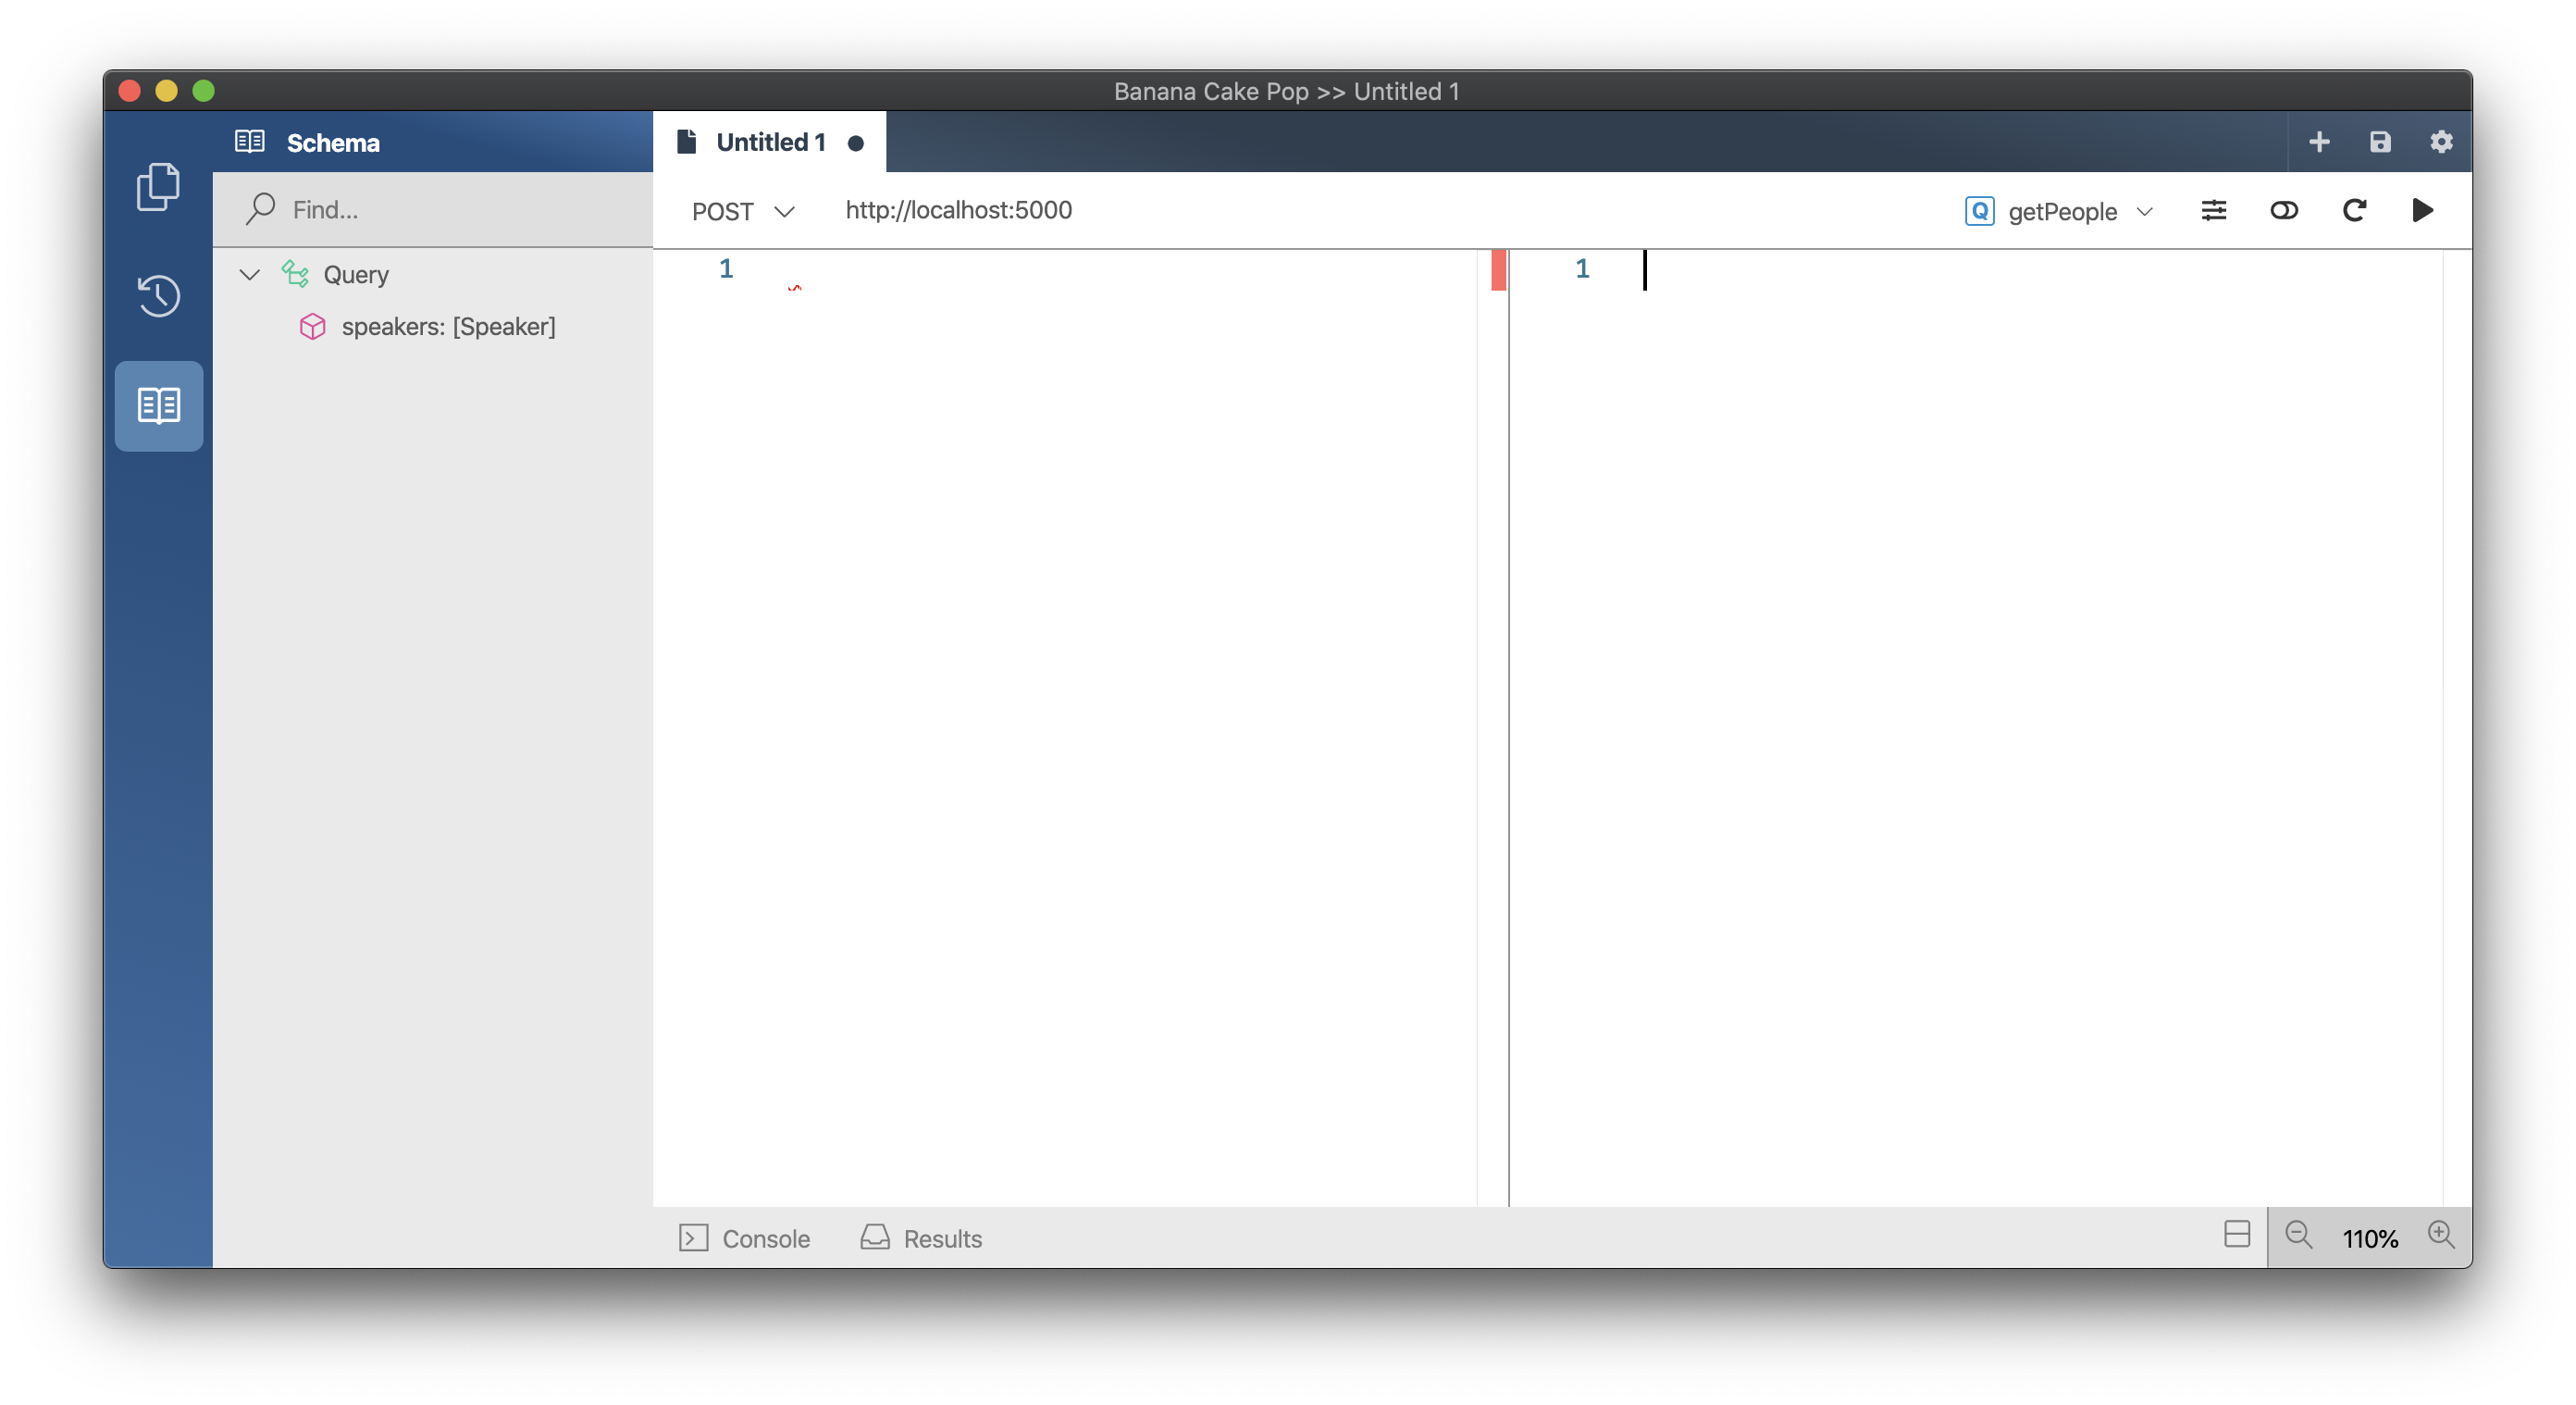 Banana Cake Pop >> Untitled 1
Schema
Untitled 1
Find...
POST
http://localhost:5000
Q getPeople
Query
speakers: [Speaker]
1
1
Console
Results
110%